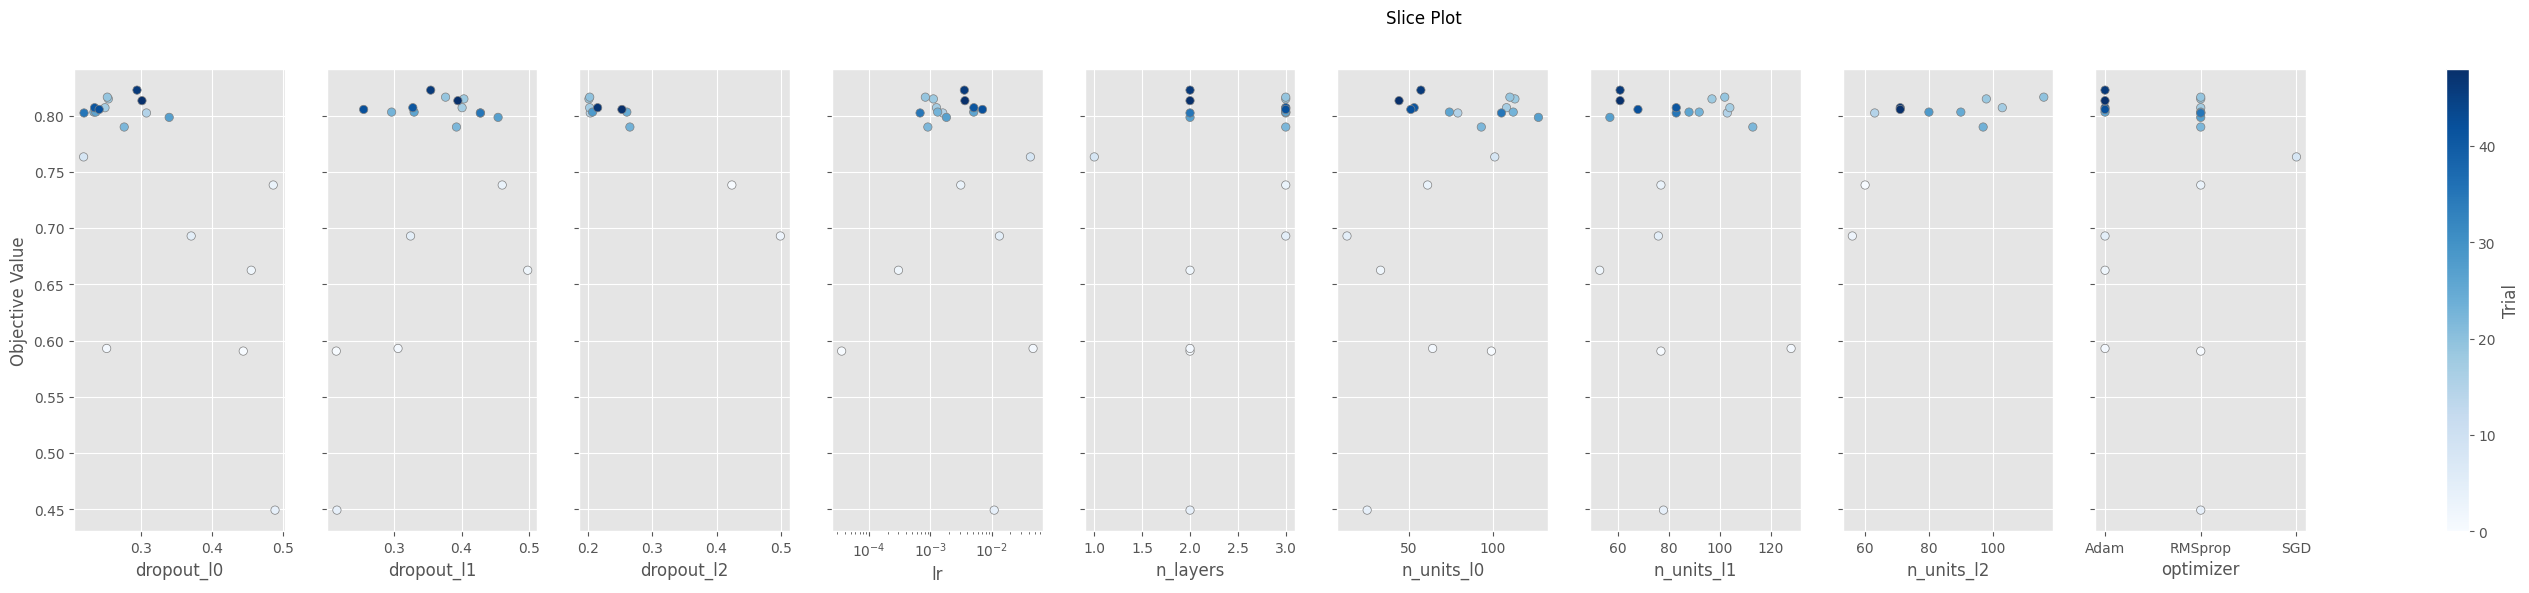 Slice Plot
Objective Value
0.80
0.75
0.70
0.65
0.60
0.55
0.50
0.45
0.3 0.4 0.5
dropout_l0
0.3 0.4 0.5
dropout_l1
0.2 0.3 0.4 0.5
dropout_l2
10⁻⁴ 10⁻³ 10⁻²
lr
1.0 1.5 2.0 2.5 3.0
n_layers
50 100
n_units_l0
60 80 100 120
n_units_l1
60 80 100
n_units_l2
Adam RMSprop SGD
optimizer
40
30
20
10
0
Trial